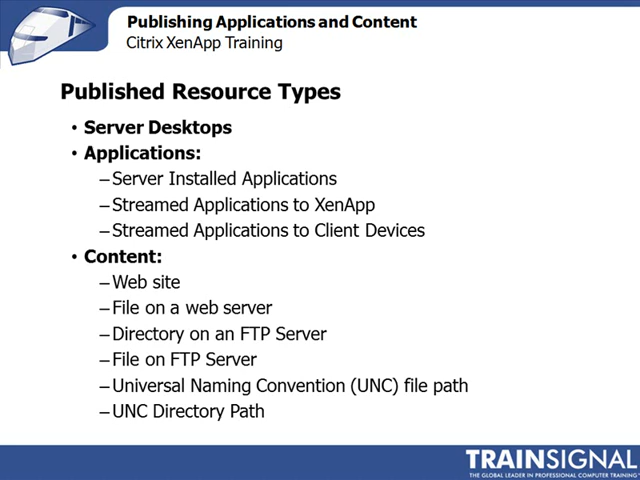 Publishing Applications and Content
Citrix XenApp Training
Published Resource Types
• Server Desktops
• Applications:
–Server Installed Applications
–Streamed Applications to XenApp
–Streamed Applications to Client Devices
• Content:
–Web site
–File on a web server
–Directory on an FTP Server
–File on FTP Server
–Universal Naming Convention (UNC) file path
–UNC Directory Path
TRAINSIGNAL
THE GLOBAL LEADER IN PROFESSIONAL COMPUTER TRAINING